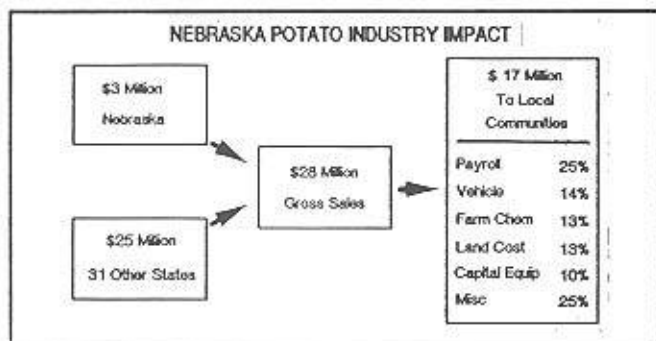 NEBRASKA POTATO INDUSTRY IMPACT
$3 Million
Nebraska
$25 Million
31 Other States
$28 Million
Gross Sales
$ 17 Million
To Local
Communities
Payroll 25%
Vehicle 14%
Farm Chem 13%
Land Cost 13%
Capital Equip 10%
Misc 25%